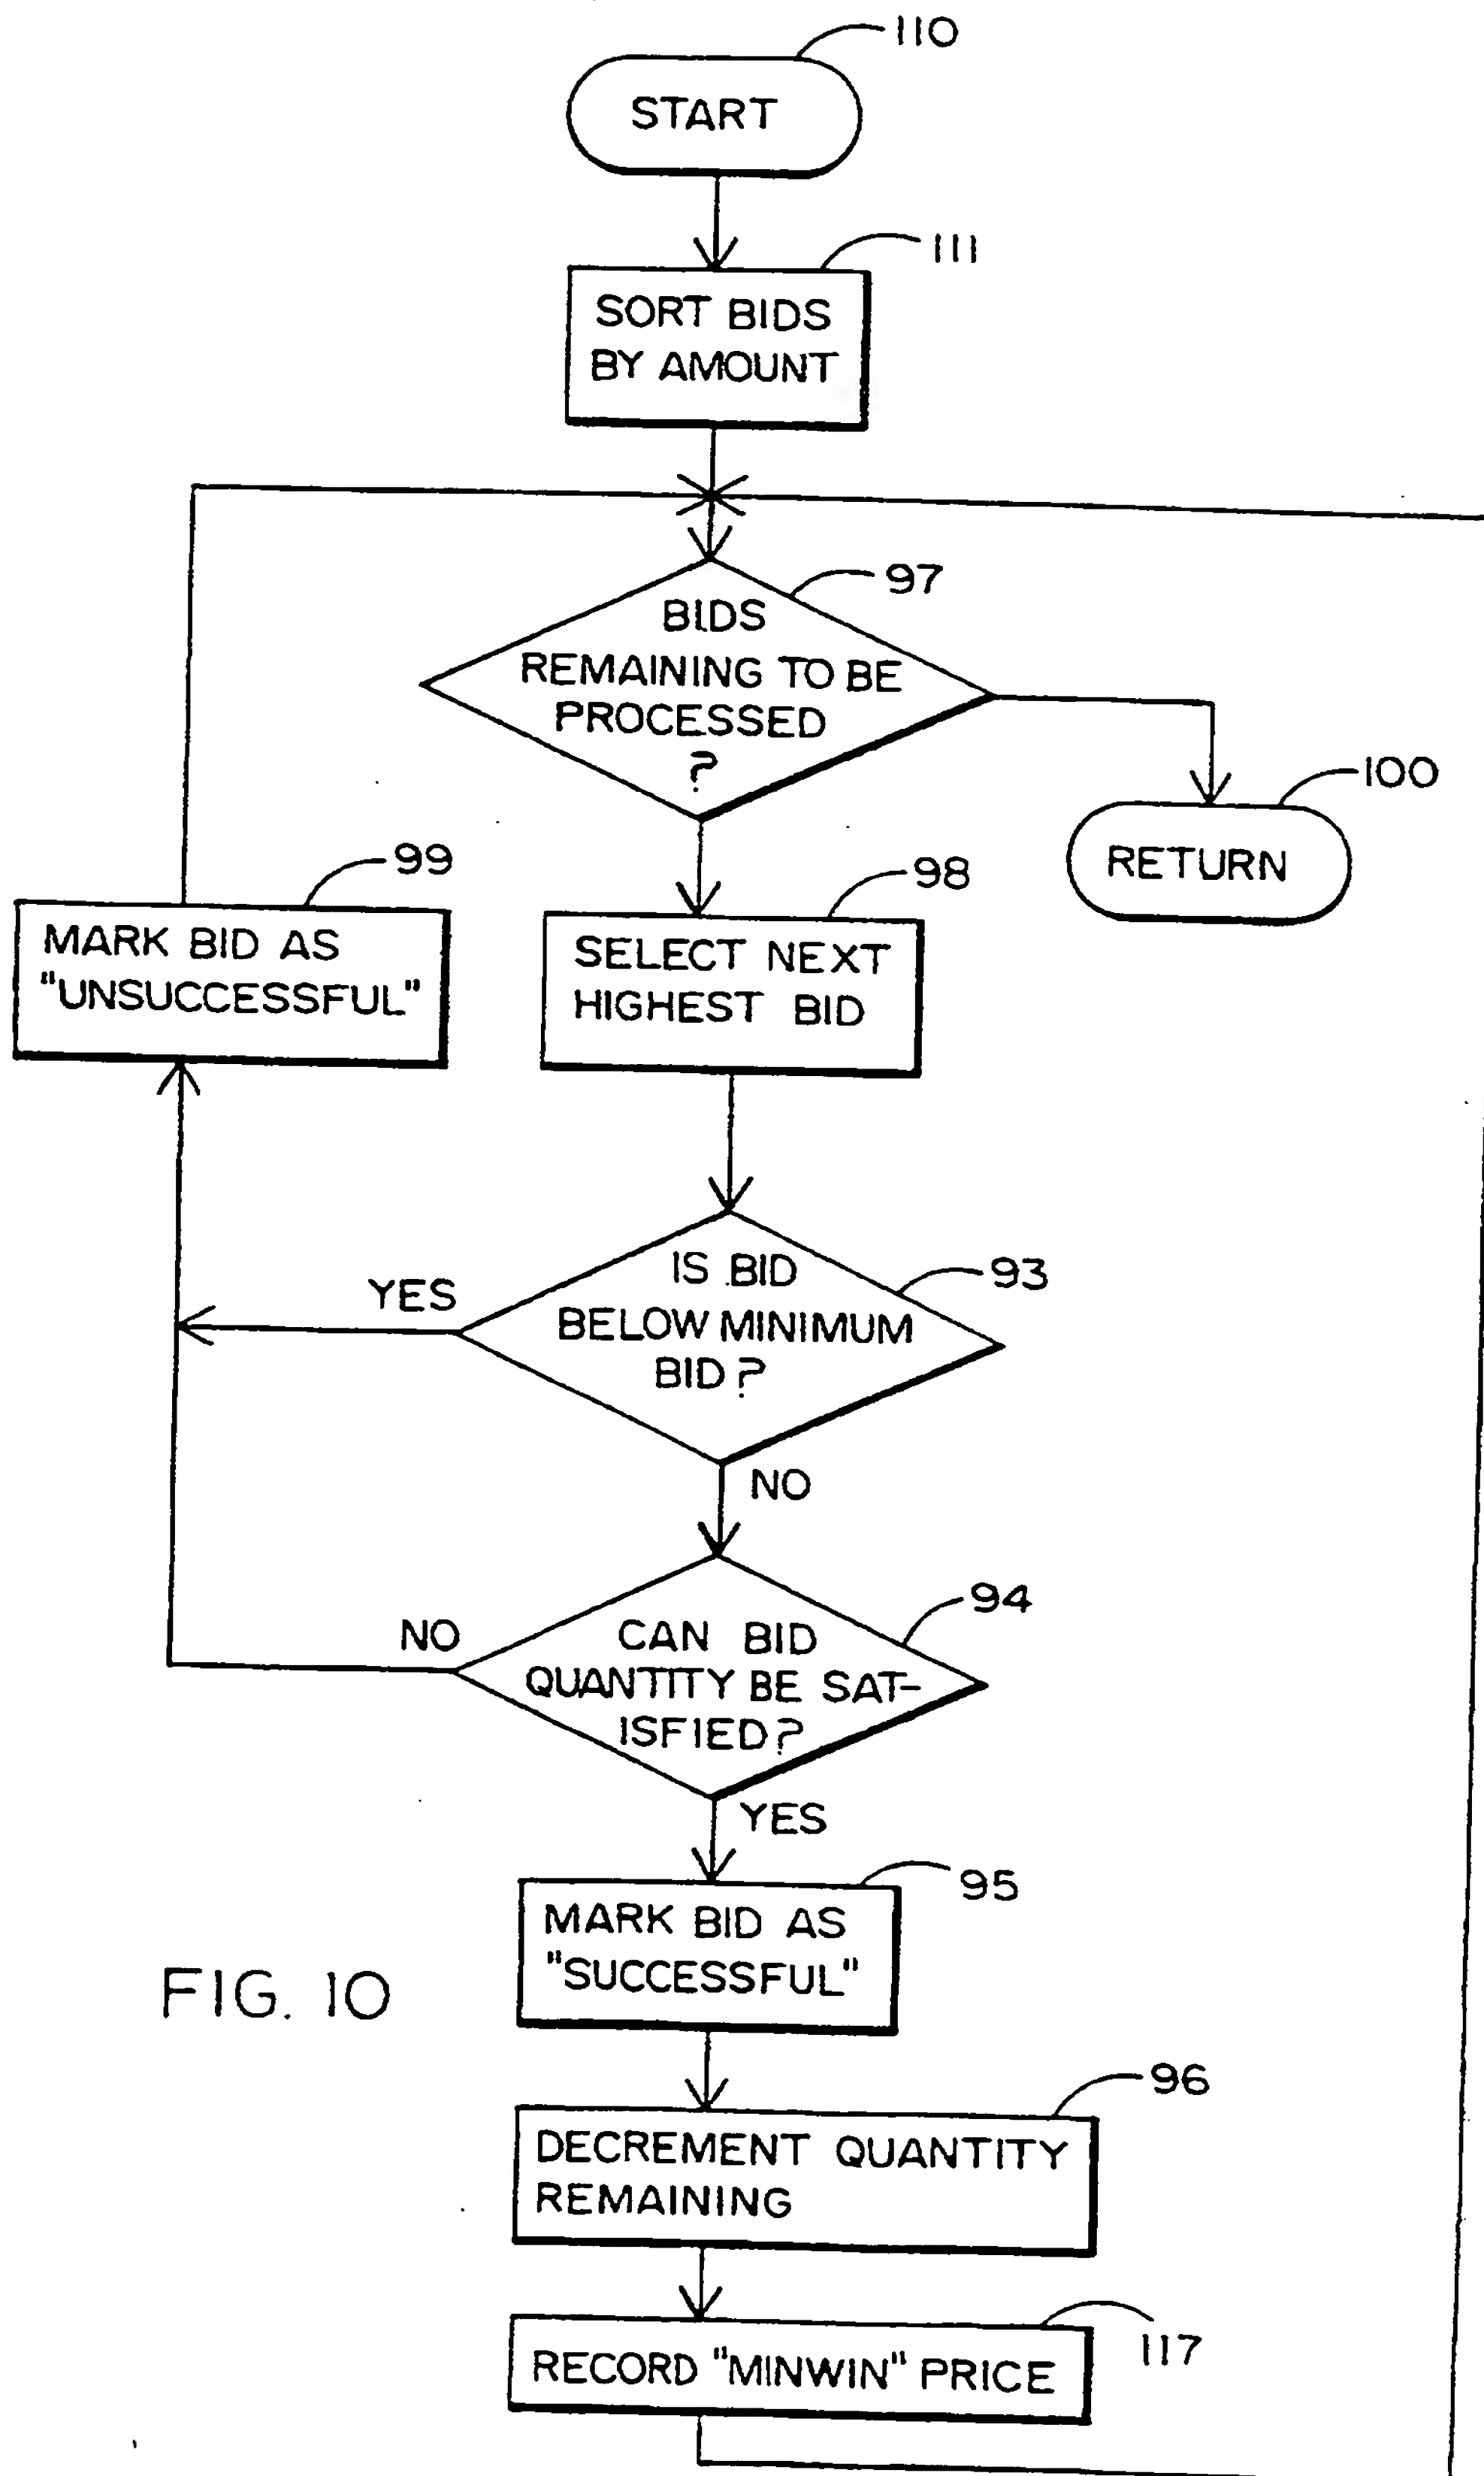 110
START
111
SORT BIDS
BY AMOUNT
97
BIDS
REMAINING TO BE
PROCESSED
?
100
RETURN
99
MARK BID AS
"UNSUCCESSFUL"
98
SELECT NEXT
HIGHEST BID
93
IS BID
BELOW MINIMUM
BID?
YES
NO
94
CAN BID
QUANTITY BE SAT-
ISFIED?
NO
YES
95
MARK BID AS
"SUCCESSFUL"
FIG. 10
96
DECREMENT QUANTITY
REMAINING
117
RECORD "MINWIN" PRICE